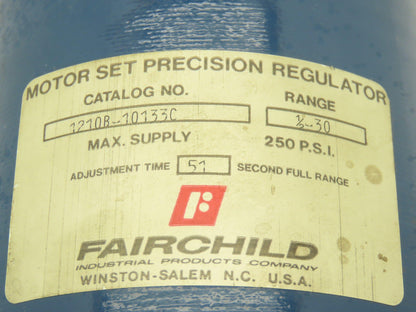 MOTOR SET PRECISION REGULATOR
CATALOG NO. RANGE
1210B-10133C ½-30
MAX. SUPPLY 250 P.S.I.
ADJUSTMENT TIME 51 SECOND FULL RANGE
FAIRCHILD
INDUSTRIAL PRODUCTS COMPANY
WINSTON-SALEM N.C. U.S.A.